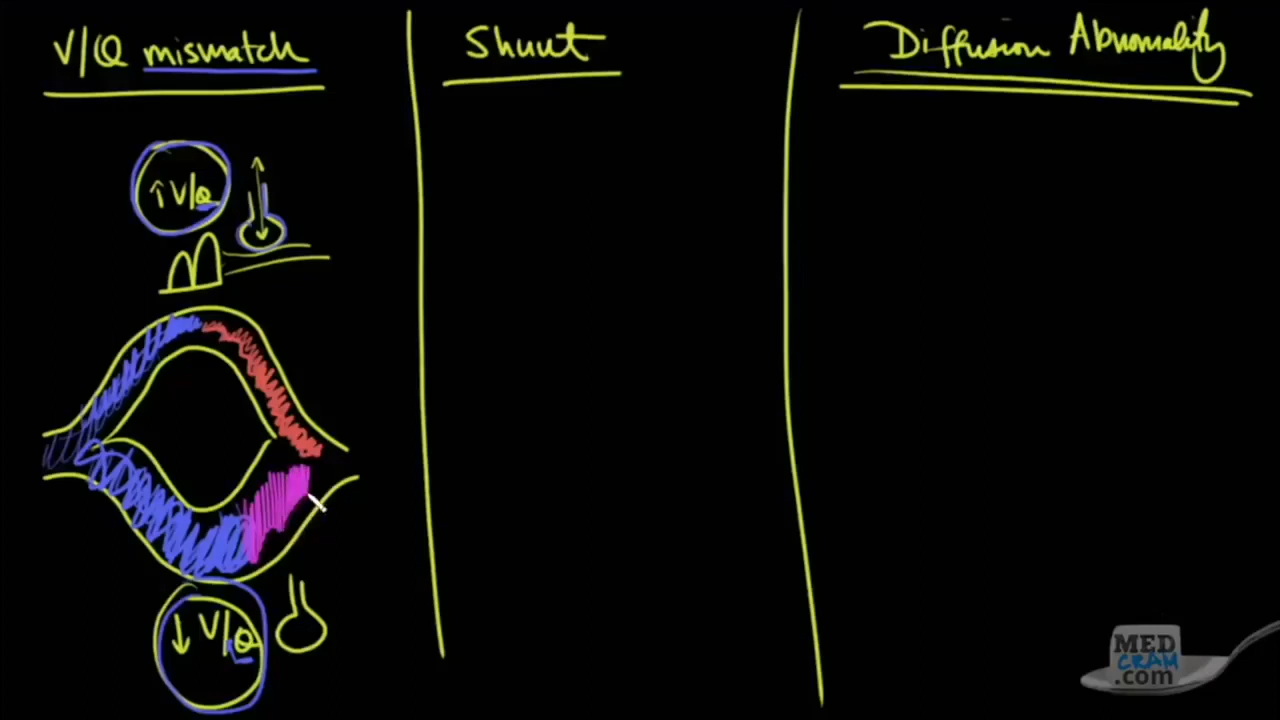 V/Q mismatch
Shunt
Diffusion Abnormality
↑ V/Q
↓ V/Q
MED
CRAM
.com